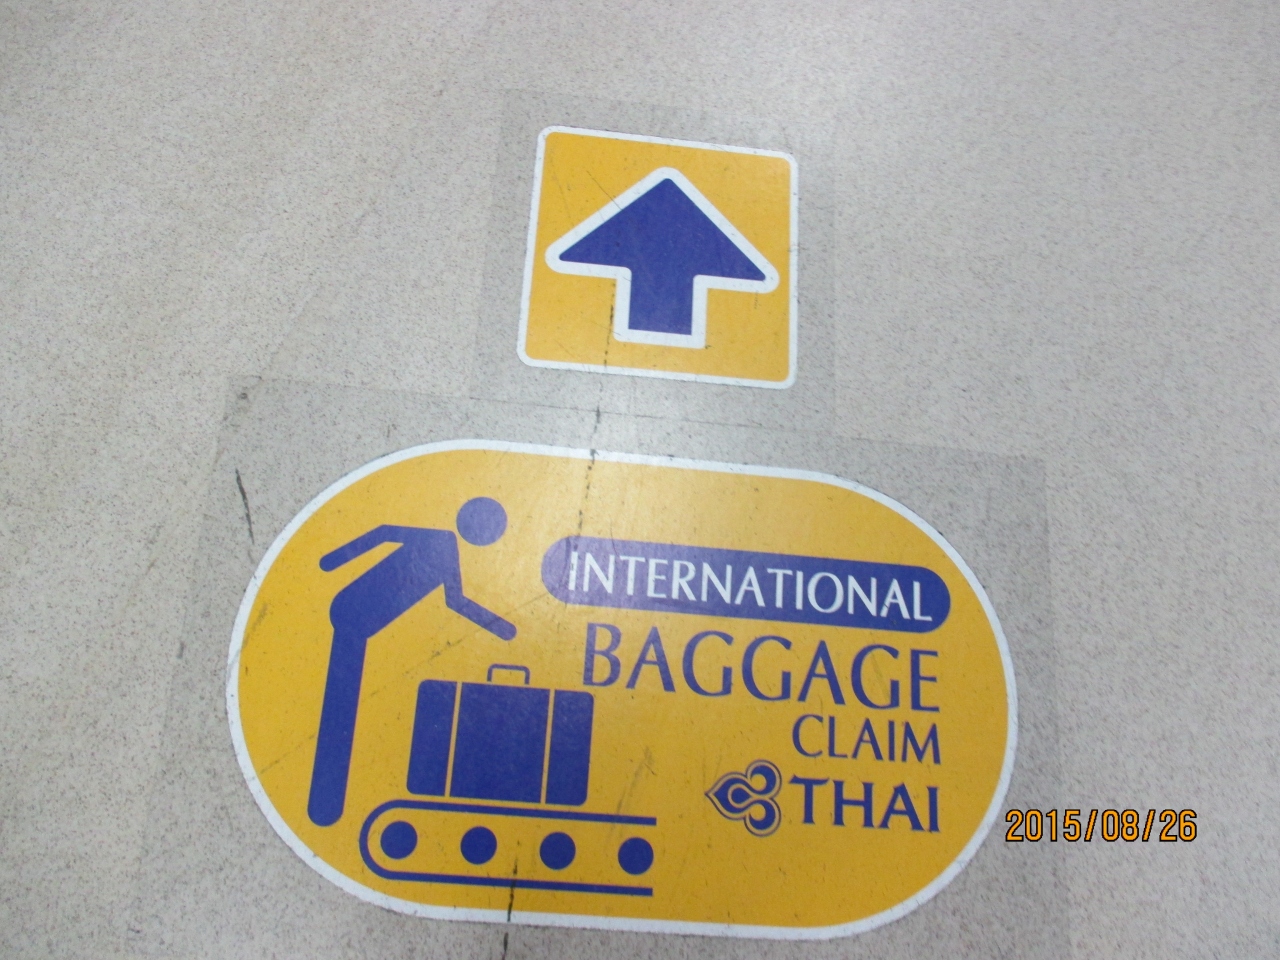 INTERNATIONAL
BAGGAGE
CLAIM
THAI
2015/08/26